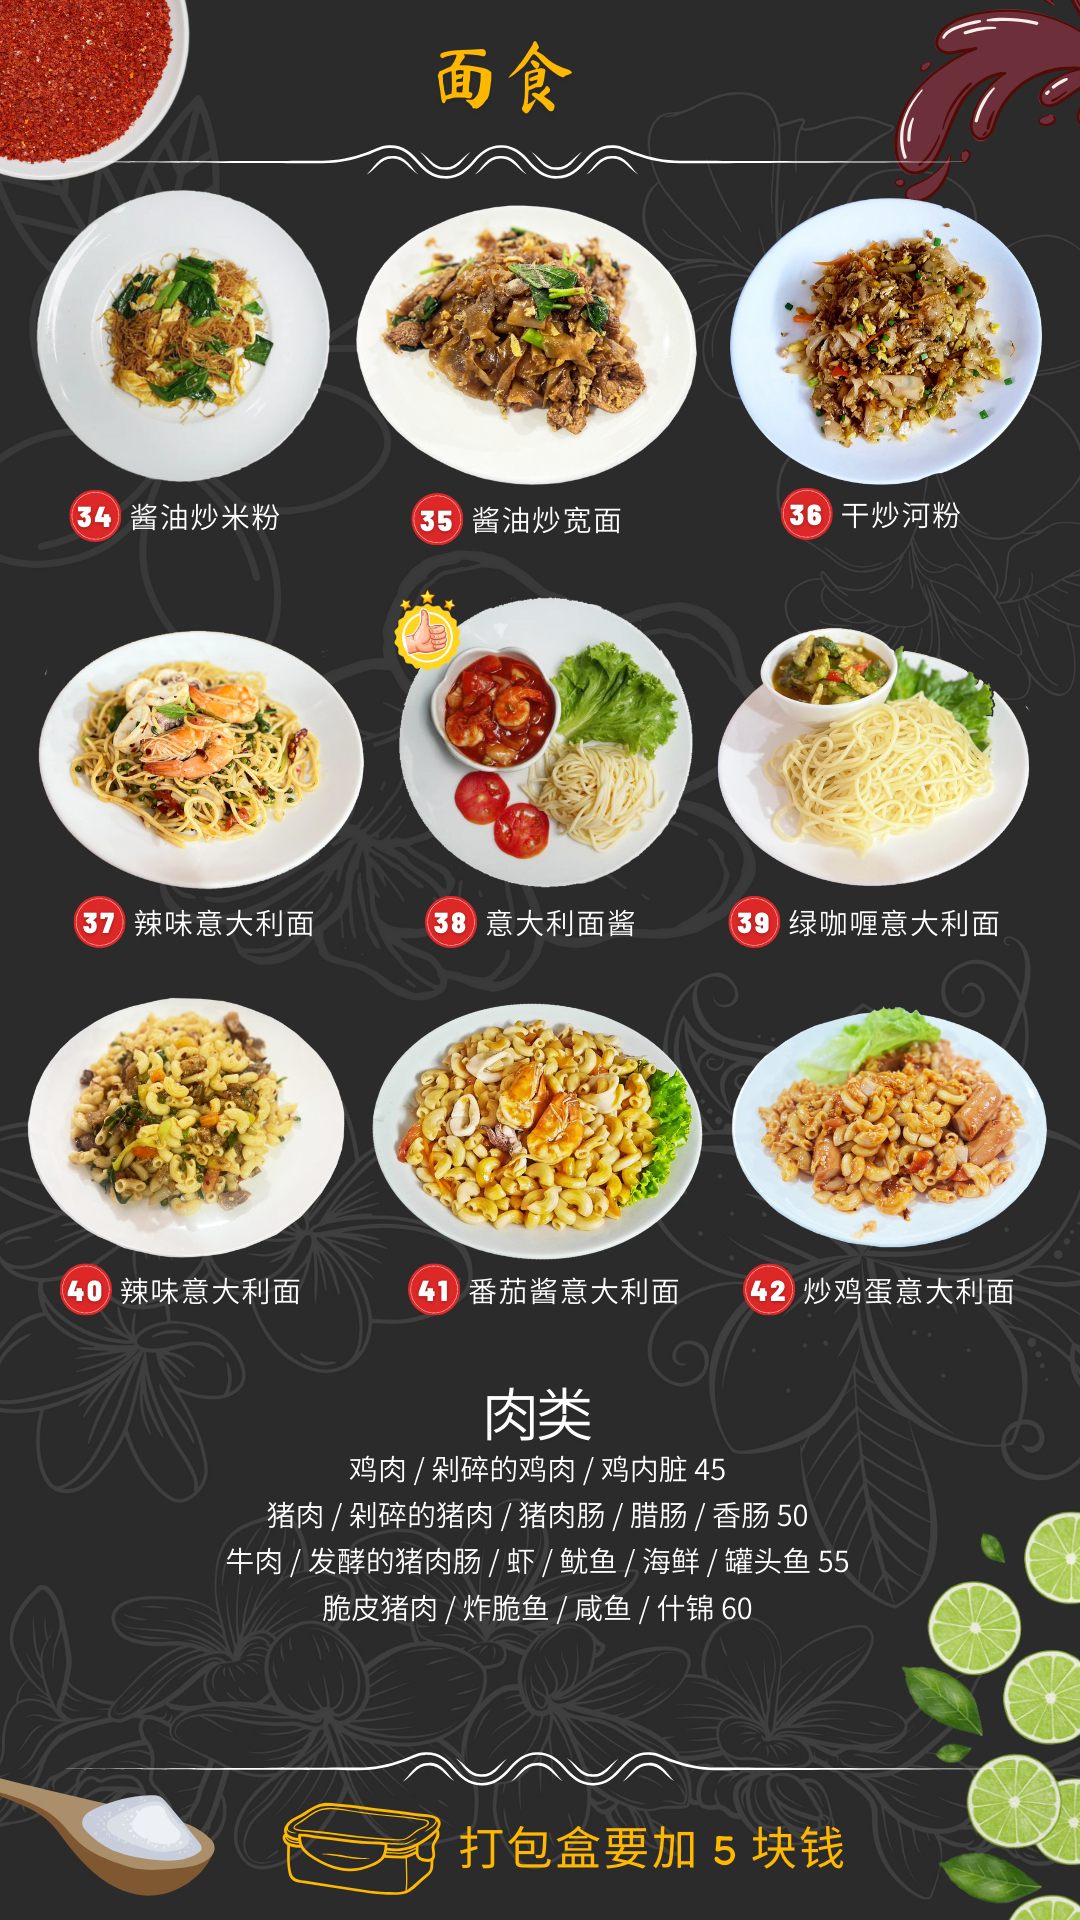 面食
34 酱油炒米粉
35 酱油炒宽面
36 干炒河粉
37 辣味意大利面
38 意大利面酱
39 绿咖喱意大利面
40 辣味意大利面
41 番茄酱意大利面
42 炒鸡蛋意大利面
肉类
鸡肉 / 剁碎的鸡肉 / 鸡内脏 45
猪肉 / 剁碎的猪肉 / 猪肉肠 / 腊肠 / 香肠 50
牛肉 / 发酵的猪肉肠 / 虾 / 鱿鱼 / 海鲜 / 罐头鱼 55
脆皮猪肉 / 炸脆鱼 / 咸鱼 / 什锦 60
打包盒要加 5 块钱